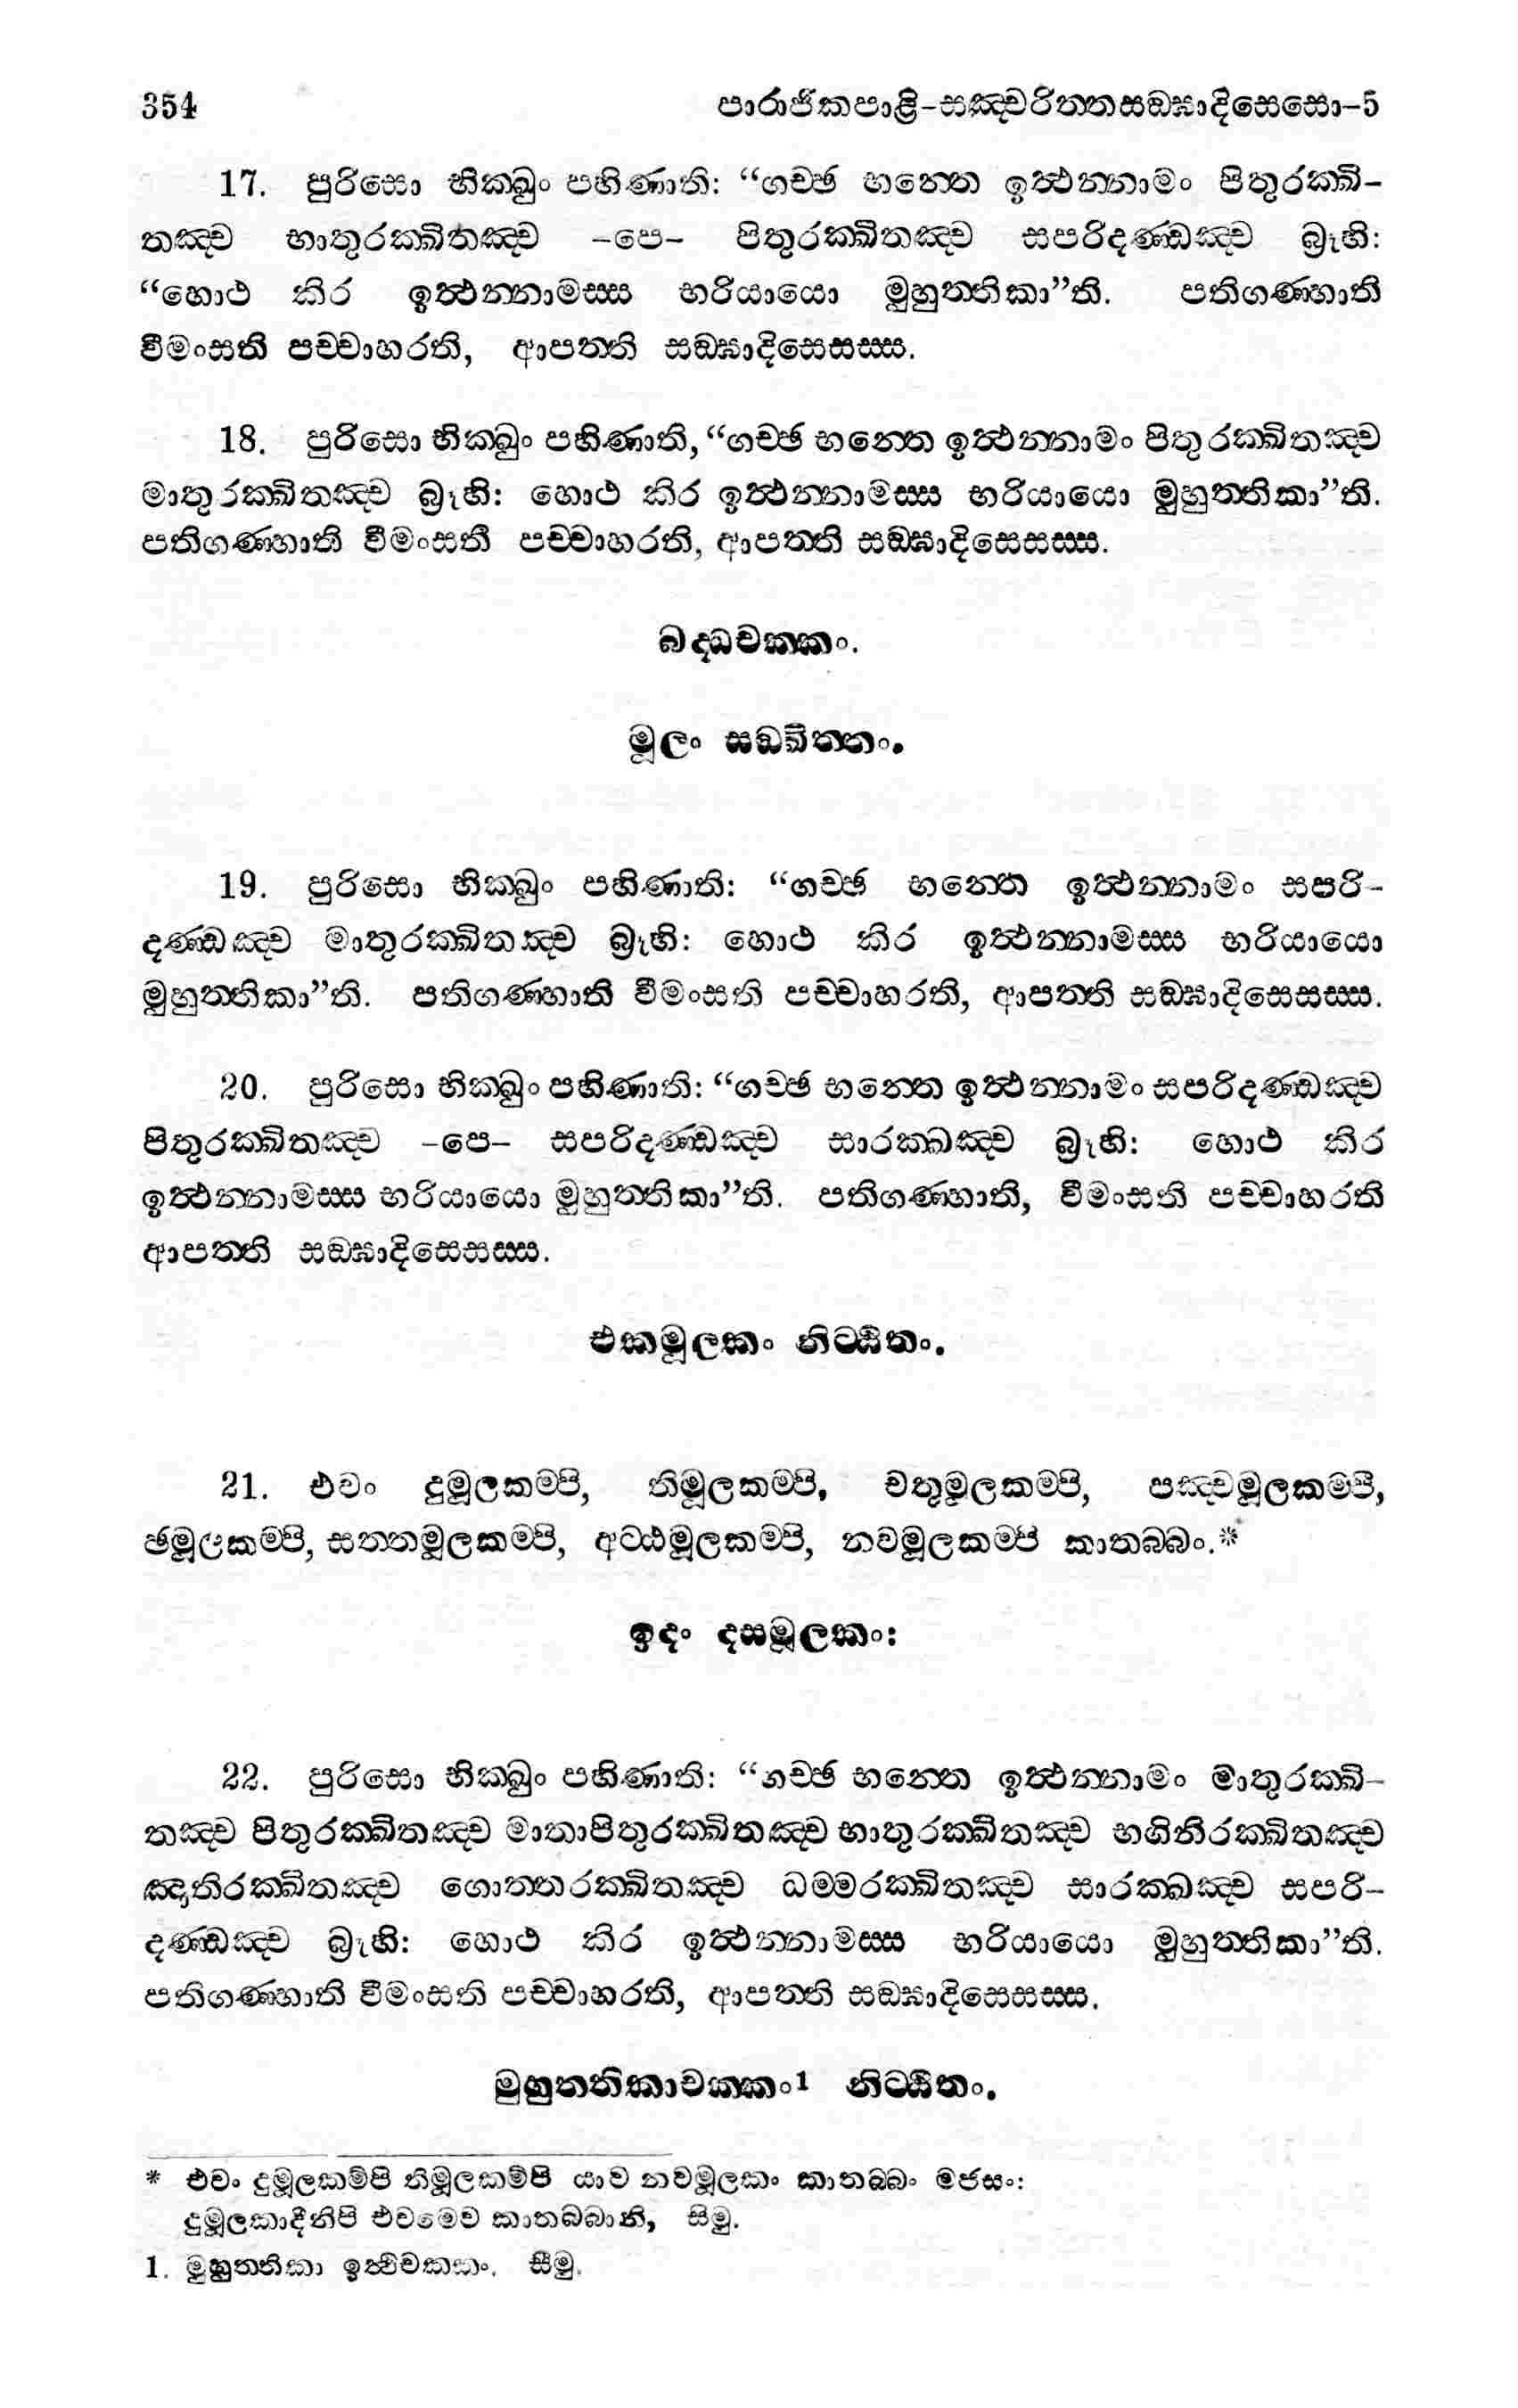 354 පාරාජිකපාළි-සඤ්චරිත්තසඞ්ඝාදිසෙසො-5
17. පුරිසො භික්ඛුං පහිණාති: “ගච්ඡ භන්තෙ ඉත්ථන්නාමං පිතුරක්ඛි-
තඤ්ච භාතුරක්ඛිතඤ්ච -පෙ- පිතුරක්ඛිතඤ්ච සපරිදණ්ඩඤ්ච බ්‍රූහි:
“හොථ කිර ඉත්ථන්නාමස්ස භරියායො මුහුත්තිකා”ති. පතිගණ්හාති
වීමංසති පච්චාහරති, ආපත්ති සඞ්ඝාදිසෙසස්ස.
18. පුරිසො භික්ඛුං පහිණාති, “ගච්ඡ භන්තෙ ඉත්ථන්නාමං පිතුරක්ඛිතඤ්ච
මාතුරක්ඛිතඤ්ච බ්‍රූහි: හොථ කිර ඉත්ථන්නාමස්ස භරියායො මුහුත්තිකා”ති.
පතිගණ්හාති වීමංසතී පච්චාහරති, ආපත්ති සඞ්ඝාදිසෙසස්ස.
බද්ධචක්කං.
මූලං සඞ්ඛිත්තං.
19. පුරිසො භික්ඛුං පහිණාති: “ගච්ඡ භන්තෙ ඉත්ථන්නාමං සපරි-
දණ්ඩඤ්ච මාතුරක්ඛිතඤ්ච බ්‍රූහි: හොථ කිර ඉත්ථන්නාමස්ස භරියායො
මුහුත්තිකා”ති. පතිගණ්හාති වීමංසති පච්චාහරති, ආපත්ති සඞ්ඝාදිසෙසස්ස.
20. පුරිසො භික්ඛුං පහිණාති: “ගච්ඡ භන්තෙ ඉත්ථන්නාමං සපරිදණ්ඩඤ්ච
පිතුරක්ඛිතඤ්ච -පෙ- සපරිදණ්ඩඤ්ච සාරක්ඛඤ්ච බ්‍රූහි: හොථ කිර
ඉත්ථන්නාමස්ස භරියායො මුහුත්තිකා”ති. පතිගණ්හාති, වීමංසති පච්චාහරති
ආපත්ති සඞ්ඝාදිසෙසස්ස.
එකමූලකං නිට්ඨිතං.
21. එවං දුමූලකම්පි, තිමූලකම්පි, චතුමූලකම්පි, පඤ්චමූලකම්පි,
ඡමූලකම්පි, සත්තමූලකම්පි, අට්ඨමූලකම්පි, නවමූලකම්පි කාතබ්බං.*
ඉදං දසමූලකං:
22. පුරිසො භික්ඛුං පහිණාති: “ගච්ඡ භන්තෙ ඉත්ථන්නාමං මාතුරක්ඛි-
තඤ්ච පිතුරක්ඛිතඤ්ච මාතාපිතුරක්ඛිතඤ්ච භාතුරක්ඛිතඤ්ච භගිනිරක්ඛිතඤ්ච
ඤාතිරක්ඛිතඤ්ච ගොත්තරක්ඛිතඤ්ච ධම්මරක්ඛිතඤ්ච සාරක්ඛඤ්ච සපරි-
දණ්ඩඤ්ච බ්‍රූහි: හොථ කිර ඉත්ථන්නාමස්ස භරියායො මුහුත්තිකා”ති.
පතිගණ්හාති වීමංසති පච්චාහරති, ආපත්ති සඞ්ඝාදිසෙසස්ස.
මුහුත්තිකාචක්කං1 නිට්ඨිතං.
* එවං දුමූලකම්පි තිමූලකම්පි යාව නවමූලකං කාතබ්බං මජසං:
දුමූලකාදීනිපි එවමෙව කාතබ්බානි, සිමු.
1. මුහුත්තිකා ඉත්ථිචක්කං. සීමු.